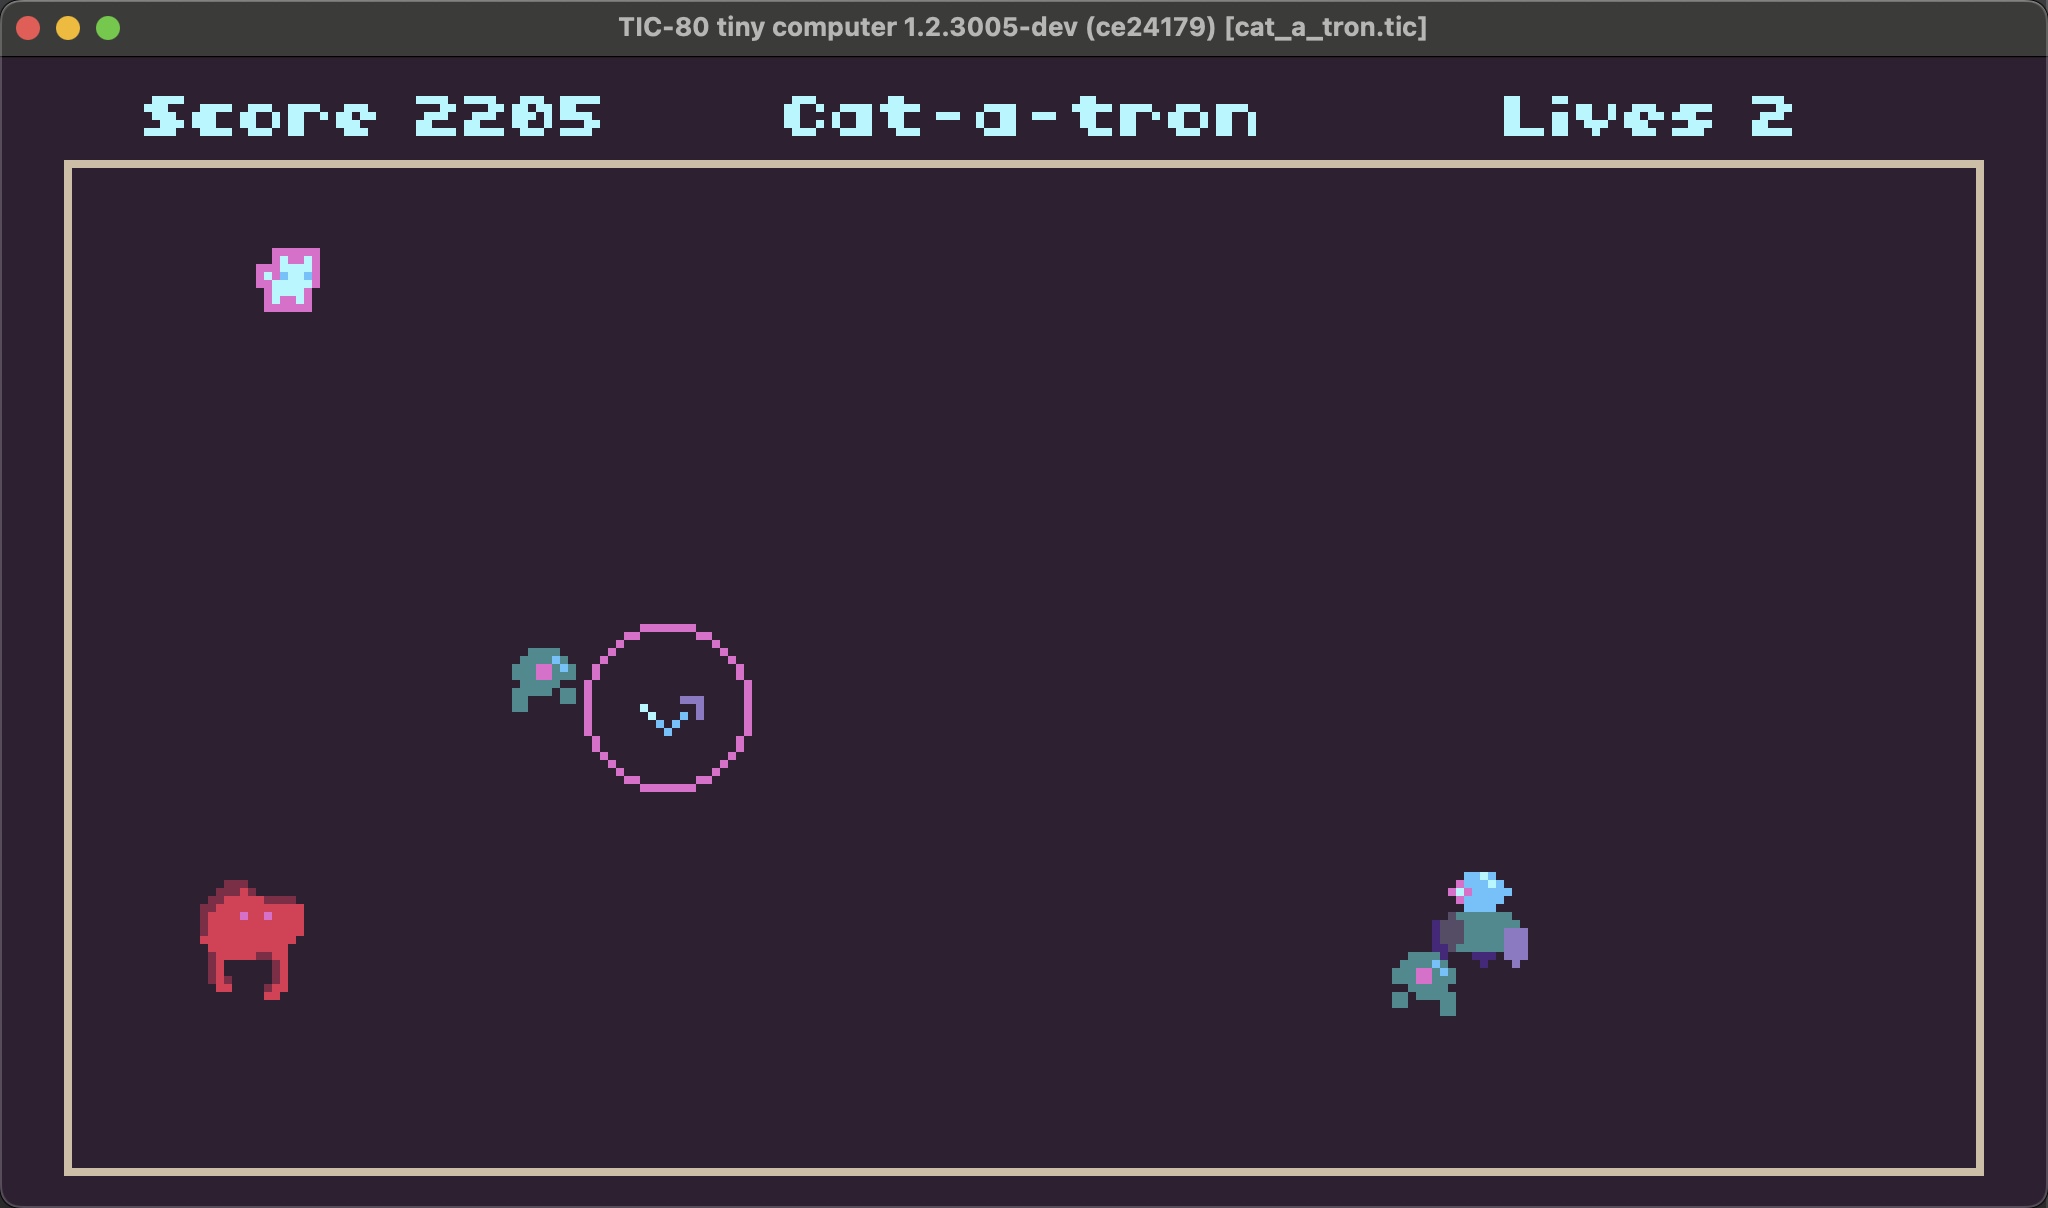 TIC-80 tiny computer 1.2.3005-dev (ce24179) [cat_a_tron.tic]
Score 2205 Cat-a-tron Lives 2